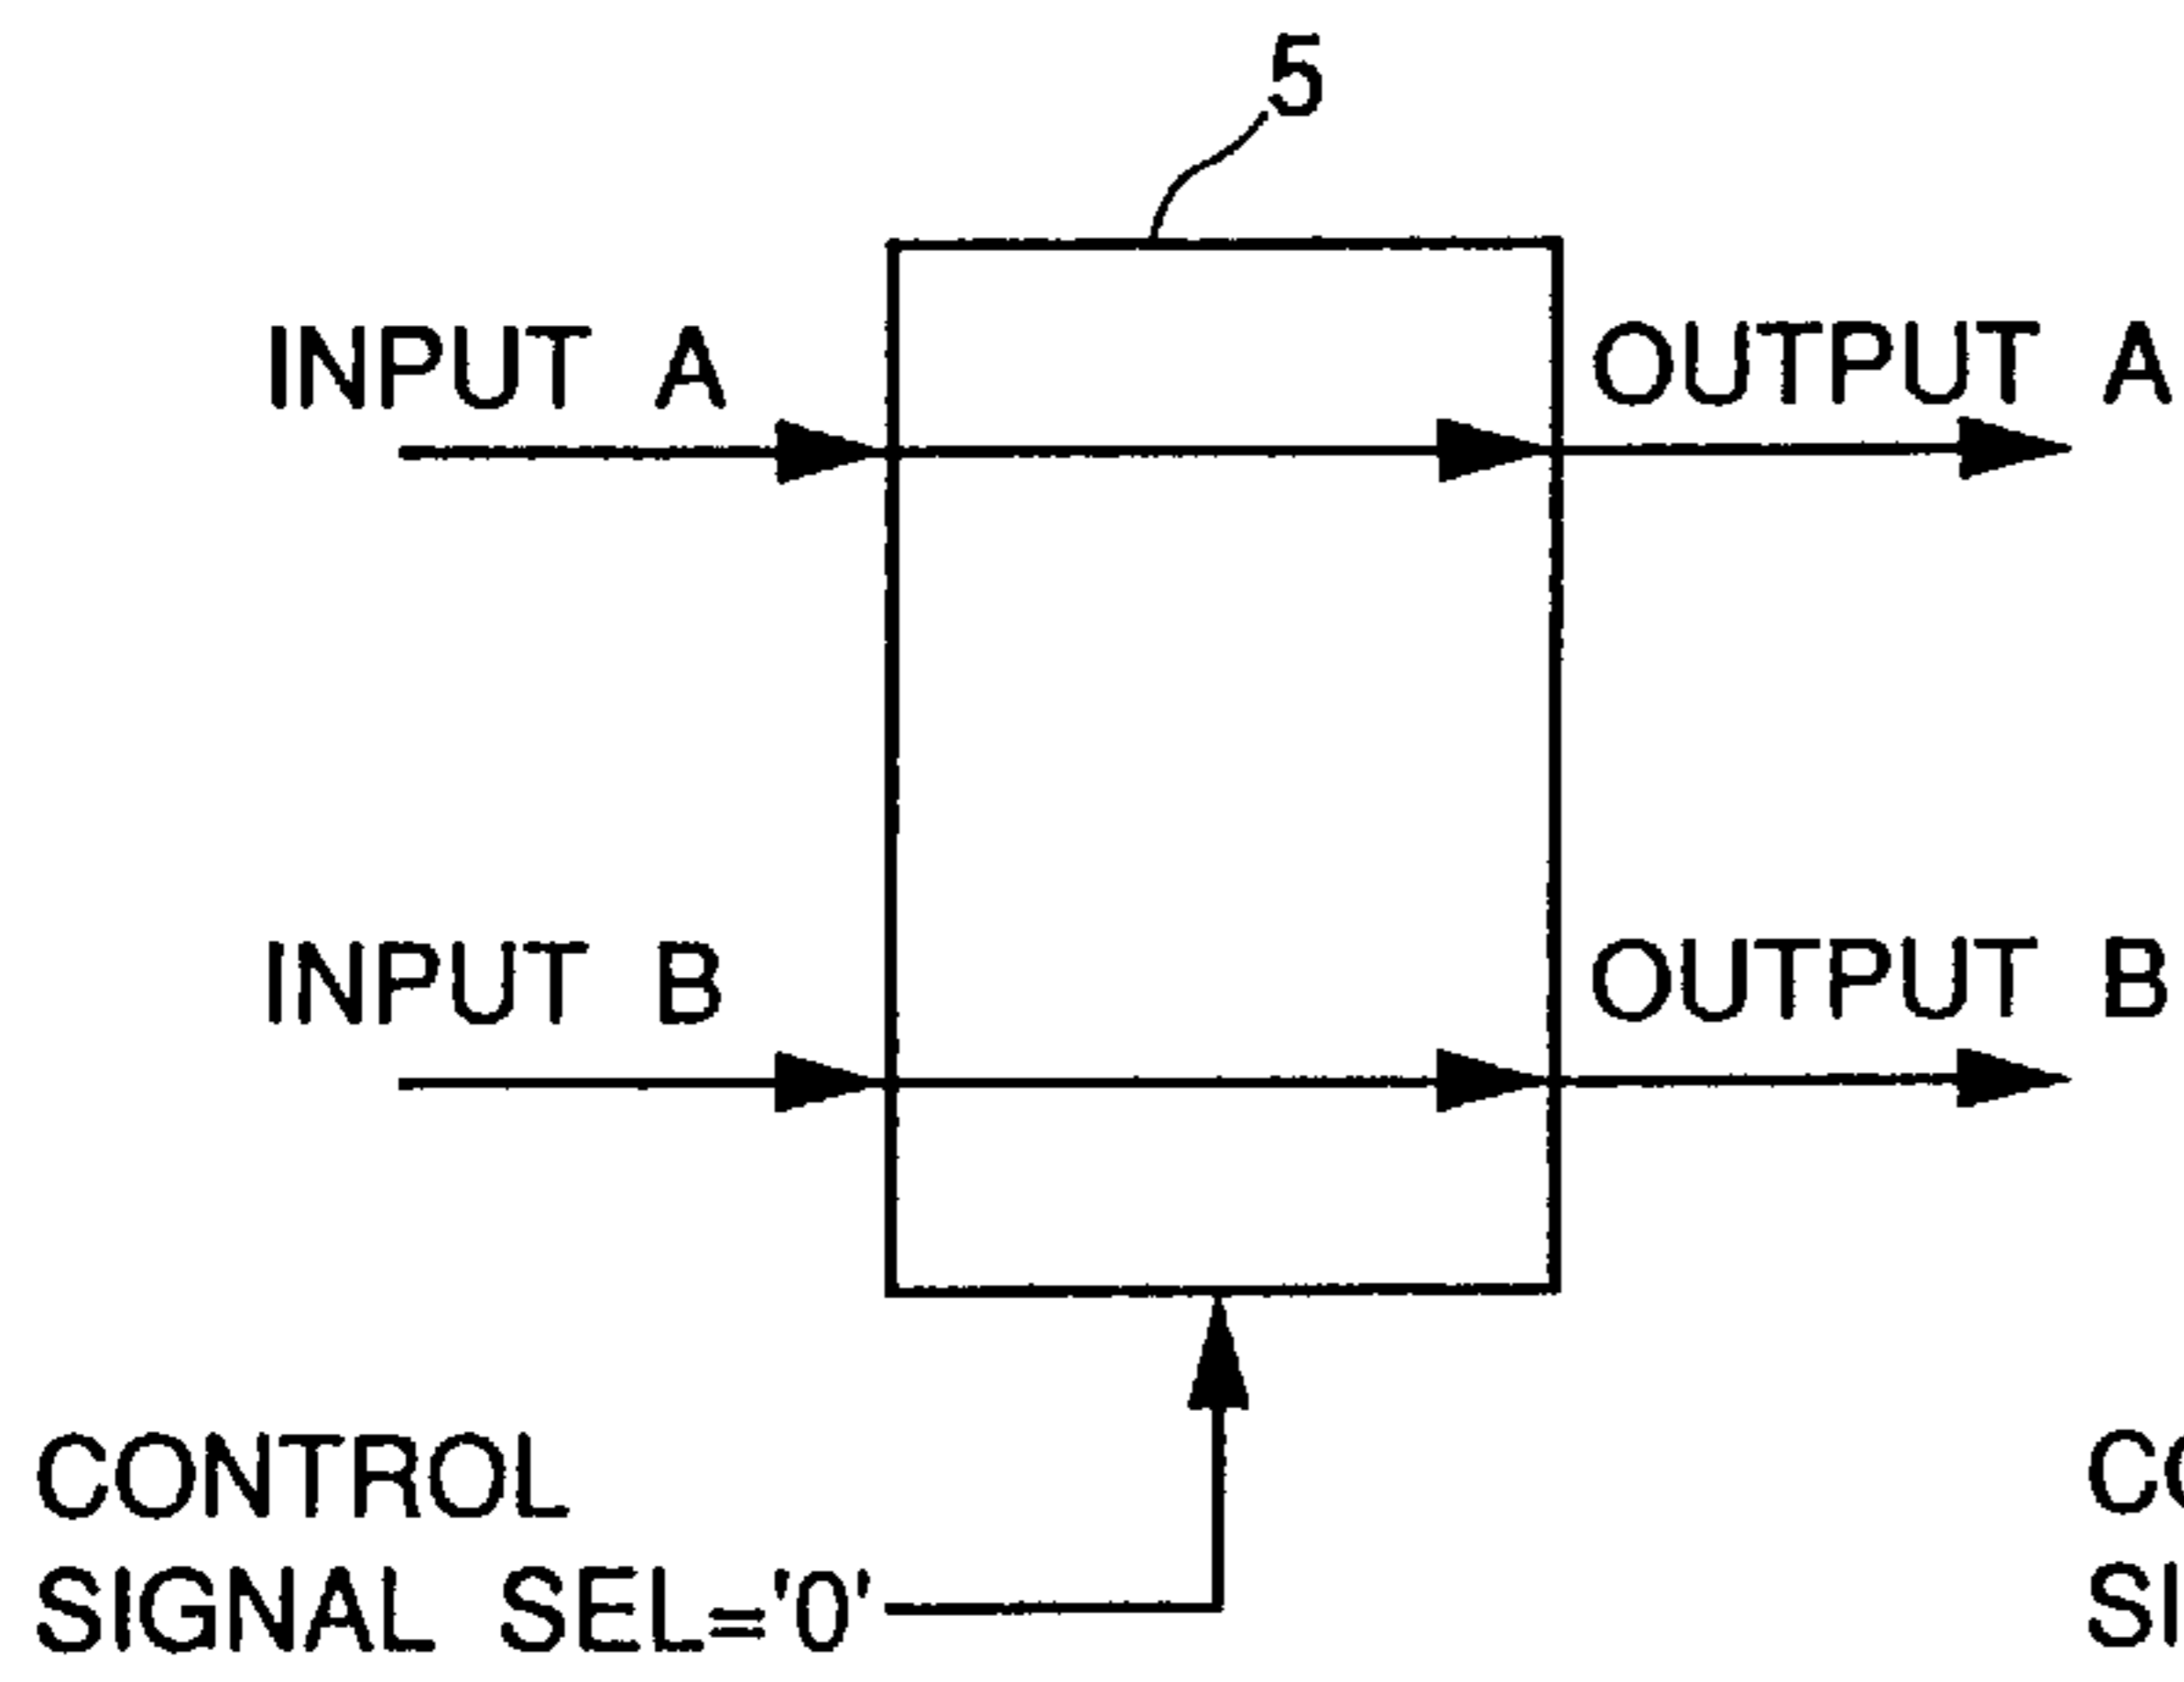 5
INPUT A
OUTPUT A
INPUT B
OUTPUT B
CONTROL
SIGNAL SEL='0'